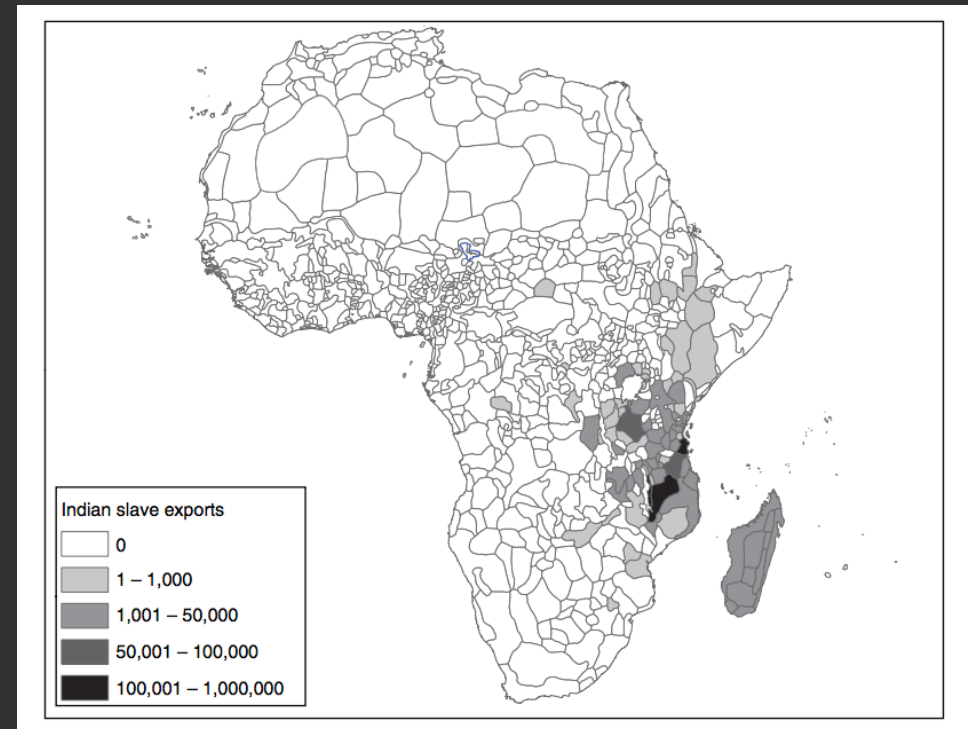 Indian slave exports
0
1 – 1,000
1,001 – 50,000
50,001 – 100,000
100,001 – 1,000,000